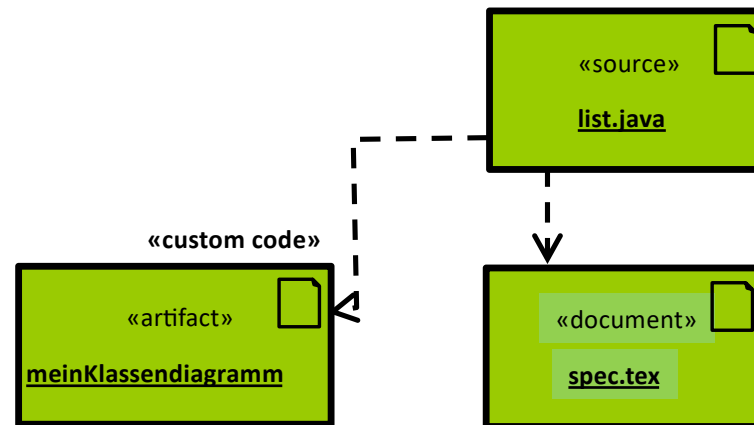 «source»
list.java
«custom code»
«artifact»
meinKlassendiagramm
«document»
spec.tex